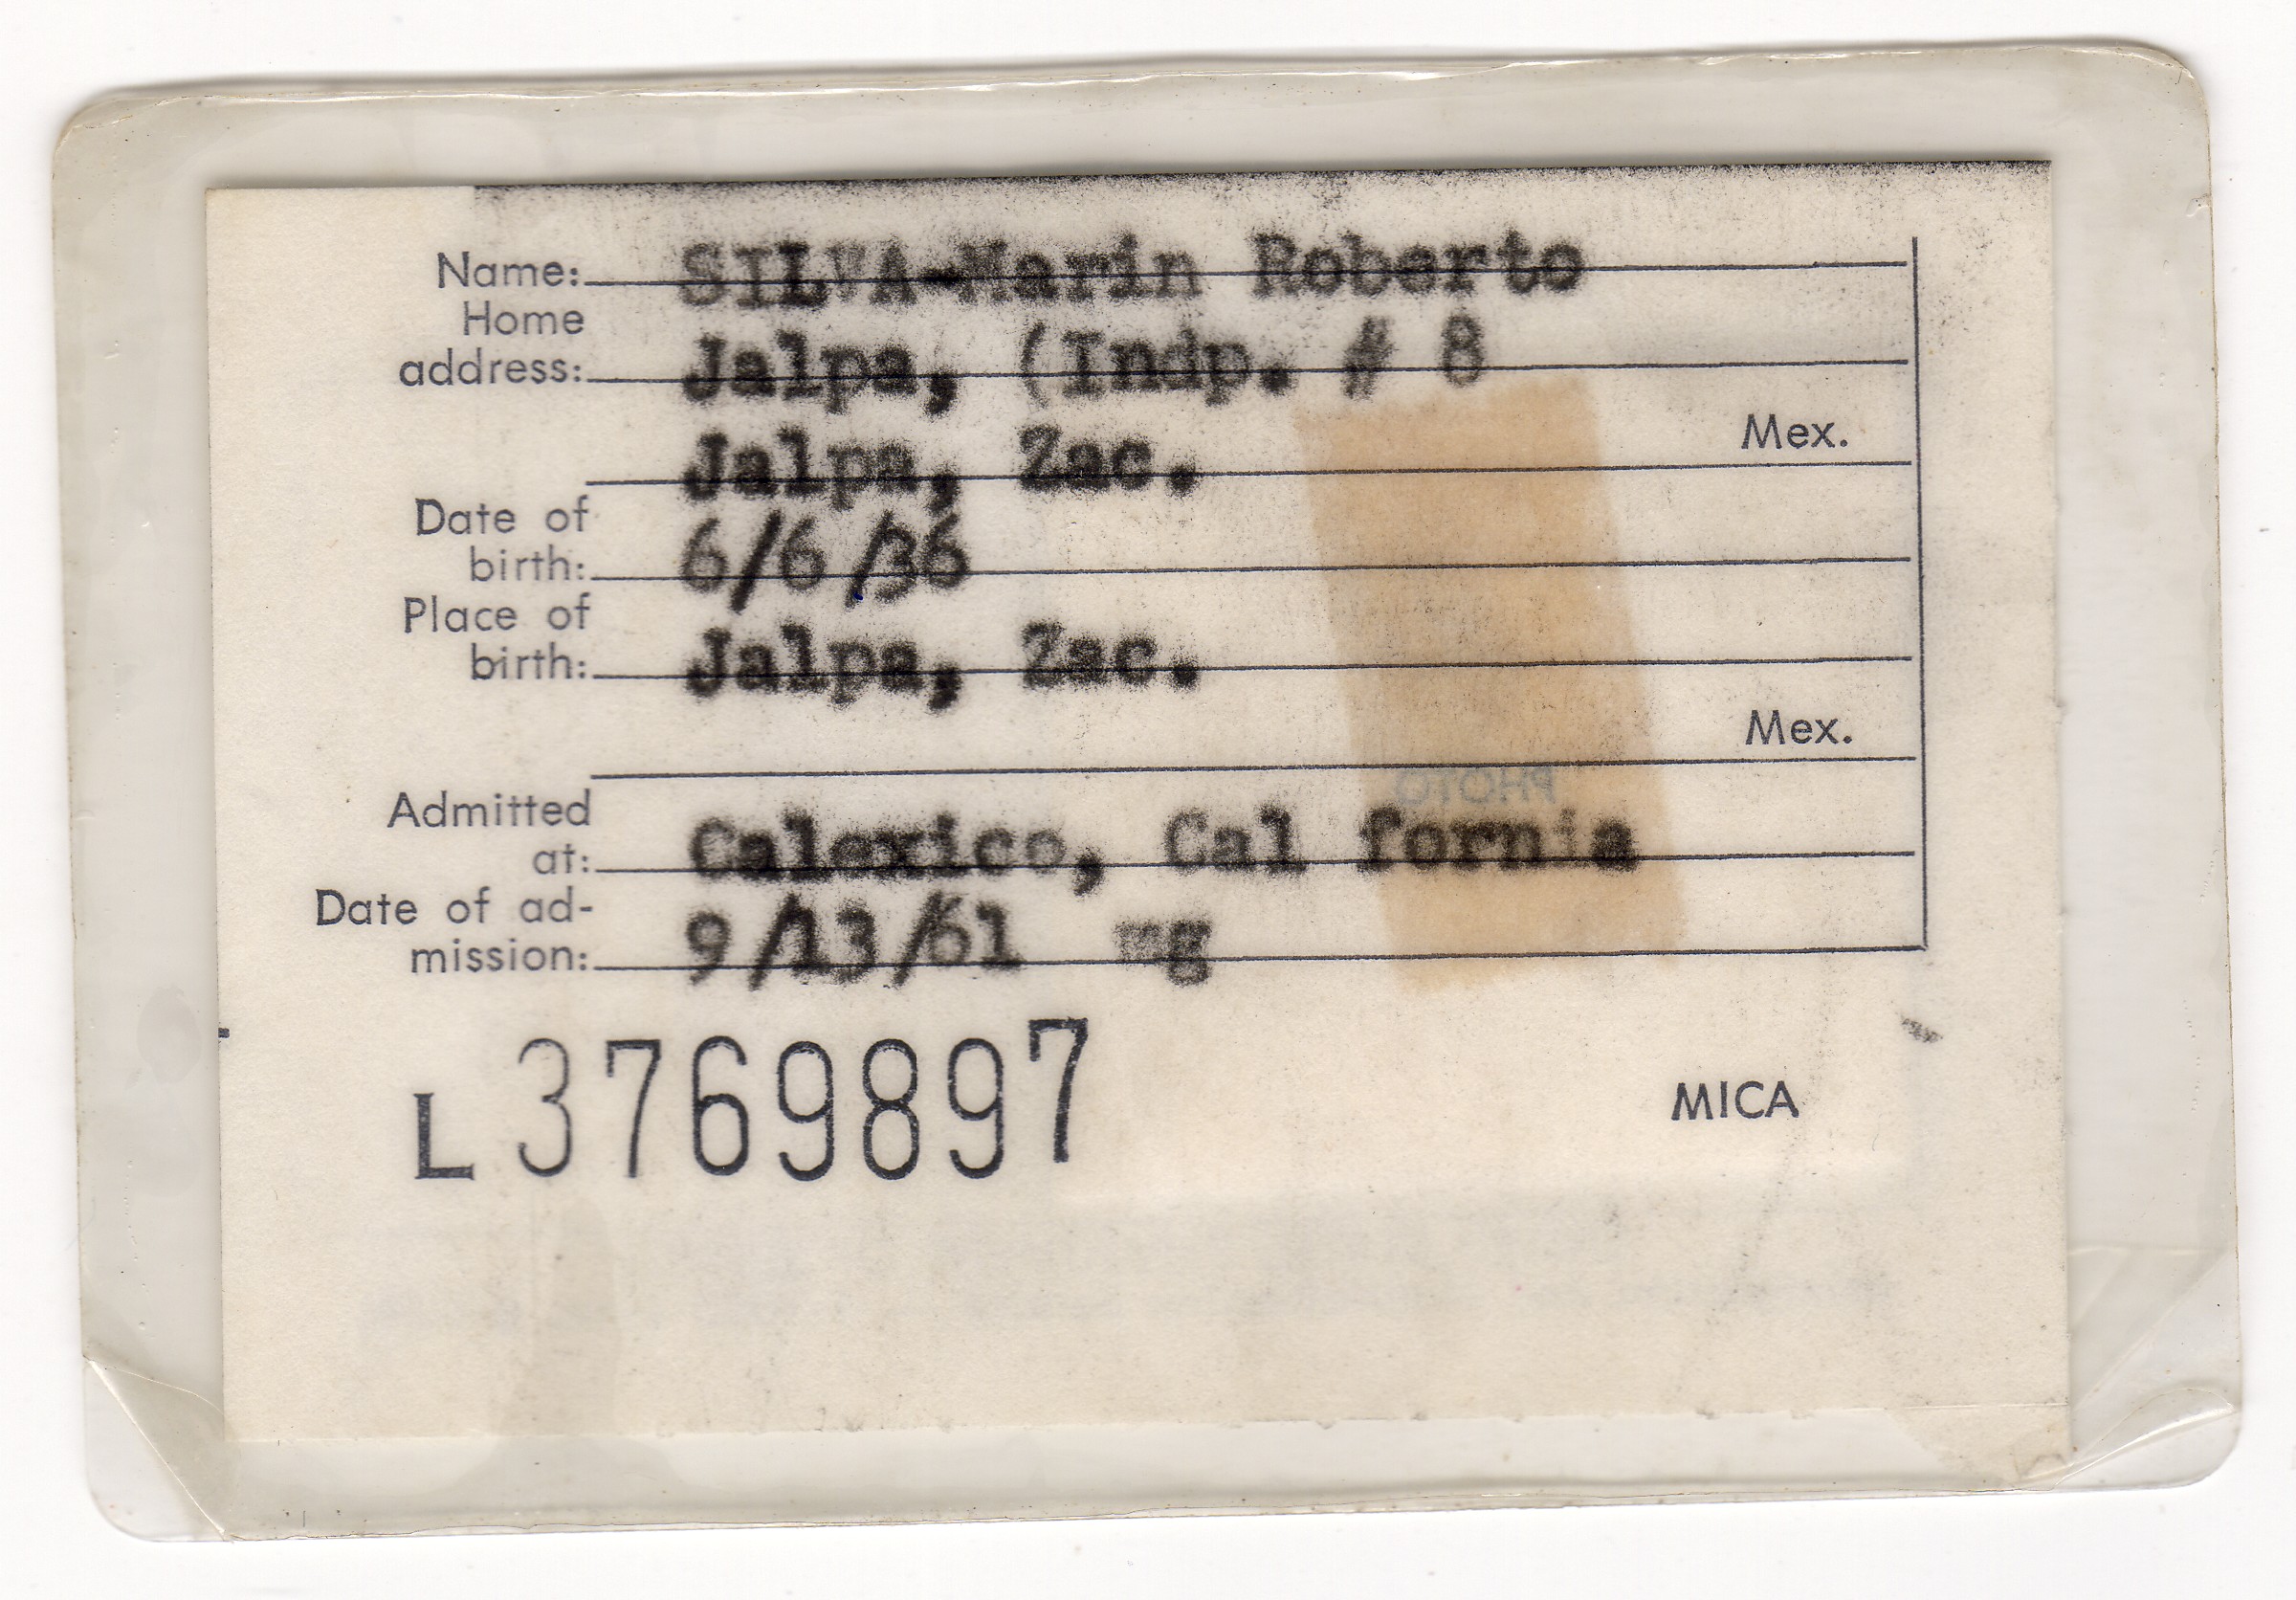 Name: SILVA-Marin Roberto
Home
address: Jalpa, (Indp. # 8
Jalpa, Zac. Mex.
Date of
birth: 6/6/36
Place of
birth: Jalpa, Zac.
Mex.
PHOTO
Admitted
at: Calexico, Cal fornia
Date of ad-
mission: 9/13/61 wg
L 3769897
MICA